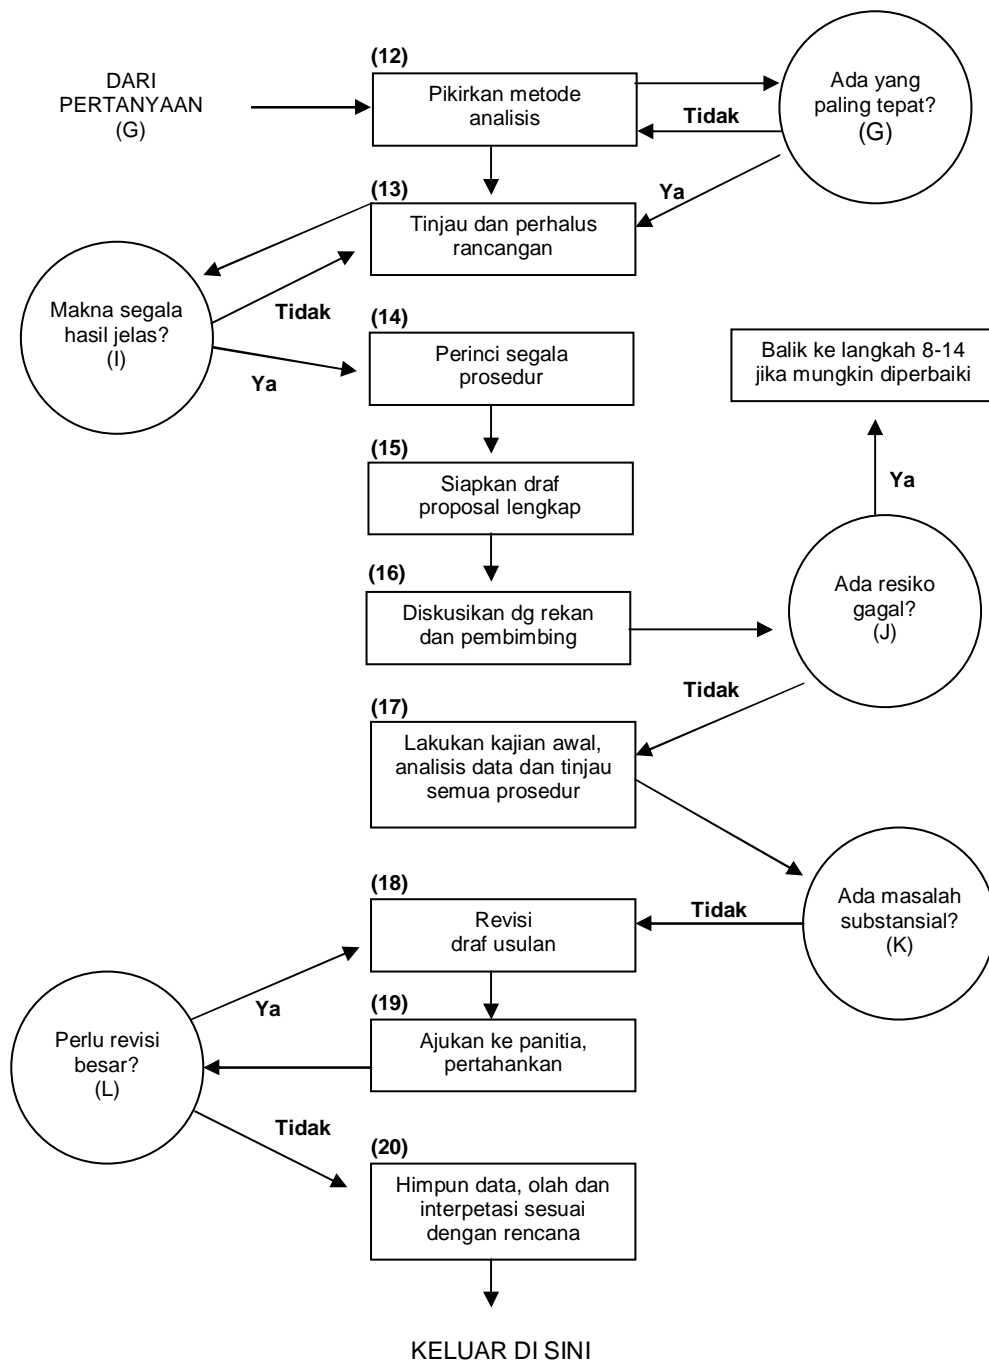 (12)
DARI
PERTANYAAN
(G)
Pikirkan metode
analisis
Ada yang
paling tepat?
(G)
Tidak
Ya
(13)
Tinjau dan perhalus
rancangan
Makna segala
hasil jelas?
(I)
Tidak
Ya
(14)
Perinci segala
prosedur
Balik ke langkah 8-14
jika mungkin diperbaiki
(15)
Siapkan draf
proposal lengkap
Ya
(16)
Diskusikan dg rekan
dan pembimbing
Ada resiko
gagal?
(J)
Tidak
(17)
Lakukan kajian awal,
analisis data dan tinjau
semua prosedur
Ada masalah
substansial?
(K)
Tidak
(18)
Revisi
draf usulan
Ya
(19)
Ajukan ke panitia,
pertahankan
Perlu revisi
besar?
(L)
Tidak
(20)
Himpun data, olah dan
interpetasi sesuai
dengan rencana
KELUAR DI SINI